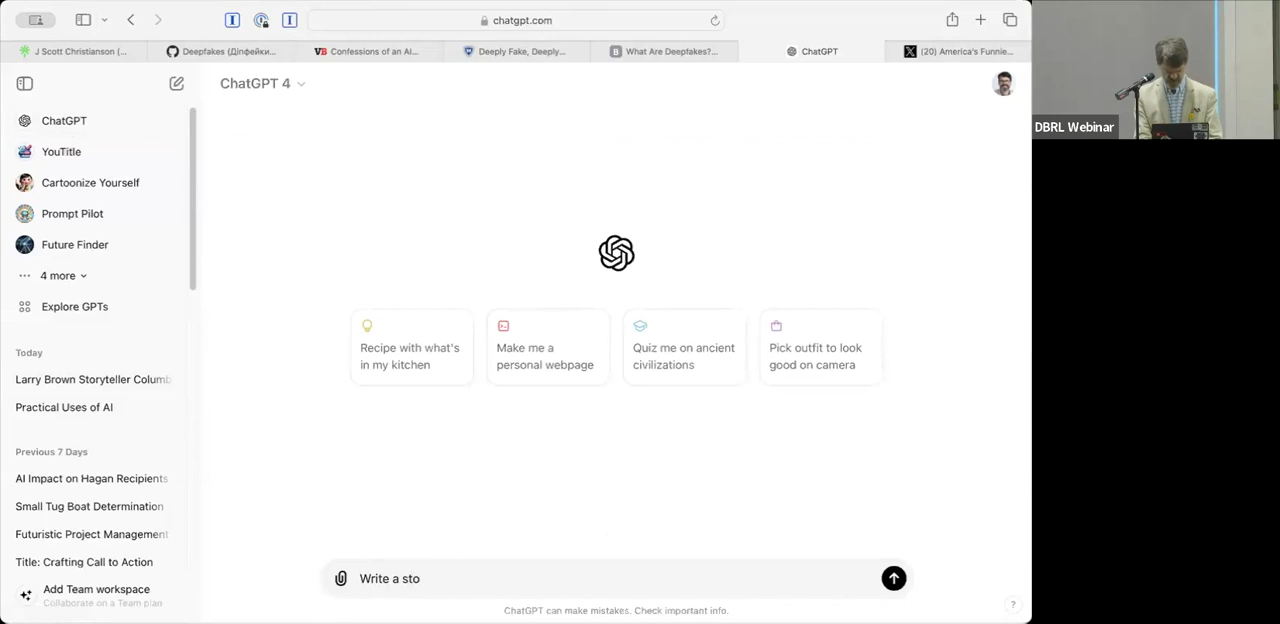 chatgpt.com
J Scott Christianson (...
Deepfakes (Діпфейки...
VB Confessions of an AI...
Deeply Fake, Deeply...
B What Are Deepfakes?...
ChatGPT
X (20) America's Funnie...
ChatGPT 4
ChatGPT
YouTitle
Cartoonize Yourself
Prompt Pilot
Future Finder
4 more
Explore GPTs
Today
Larry Brown Storyteller Columb
Practical Uses of AI
Previous 7 Days
AI Impact on Hagan Recipients
Small Tug Boat Determination
Futuristic Project Management
Title: Crafting Call to Action
Add Team workspace
Collaborate on a Team plan
Recipe with what's
in my kitchen
Make me a
personal webpage
Quiz me on ancient
civilizations
Pick outfit to look
good on camera
Write a sto
ChatGPT can make mistakes. Check important info.
?
DBRL Webinar